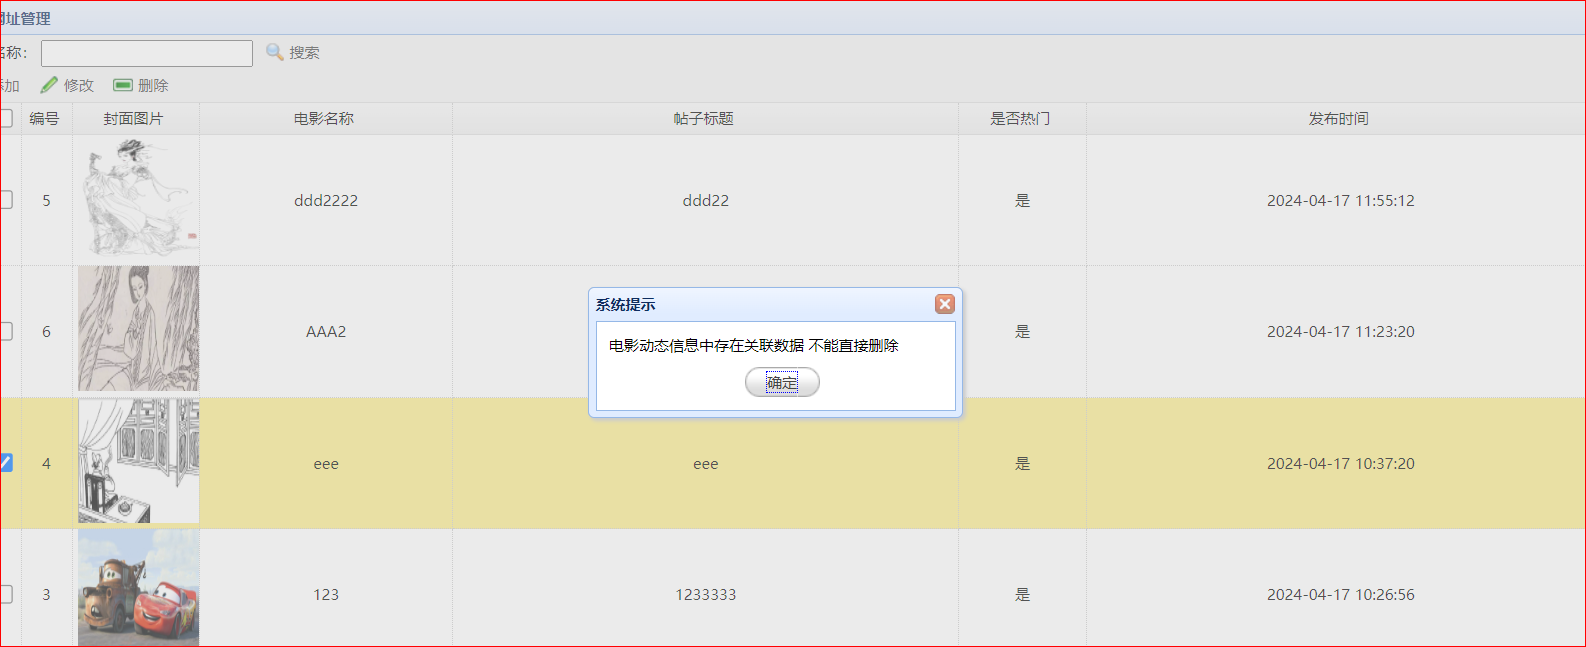 网址管理
名称： 搜索
添加 修改 删除
编号 封面图片 电影名称 帖子标题 是否热门 发布时间
5 ddd2222 ddd22 是 2024-04-17 11:55:12
6 AAA2 是 2024-04-17 11:23:20
系统提示
电影动态信息中存在关联数据 不能直接删除
确定
4 eee eee 是 2024-04-17 10:37:20
3 123 1233333 是 2024-04-17 10:26:56